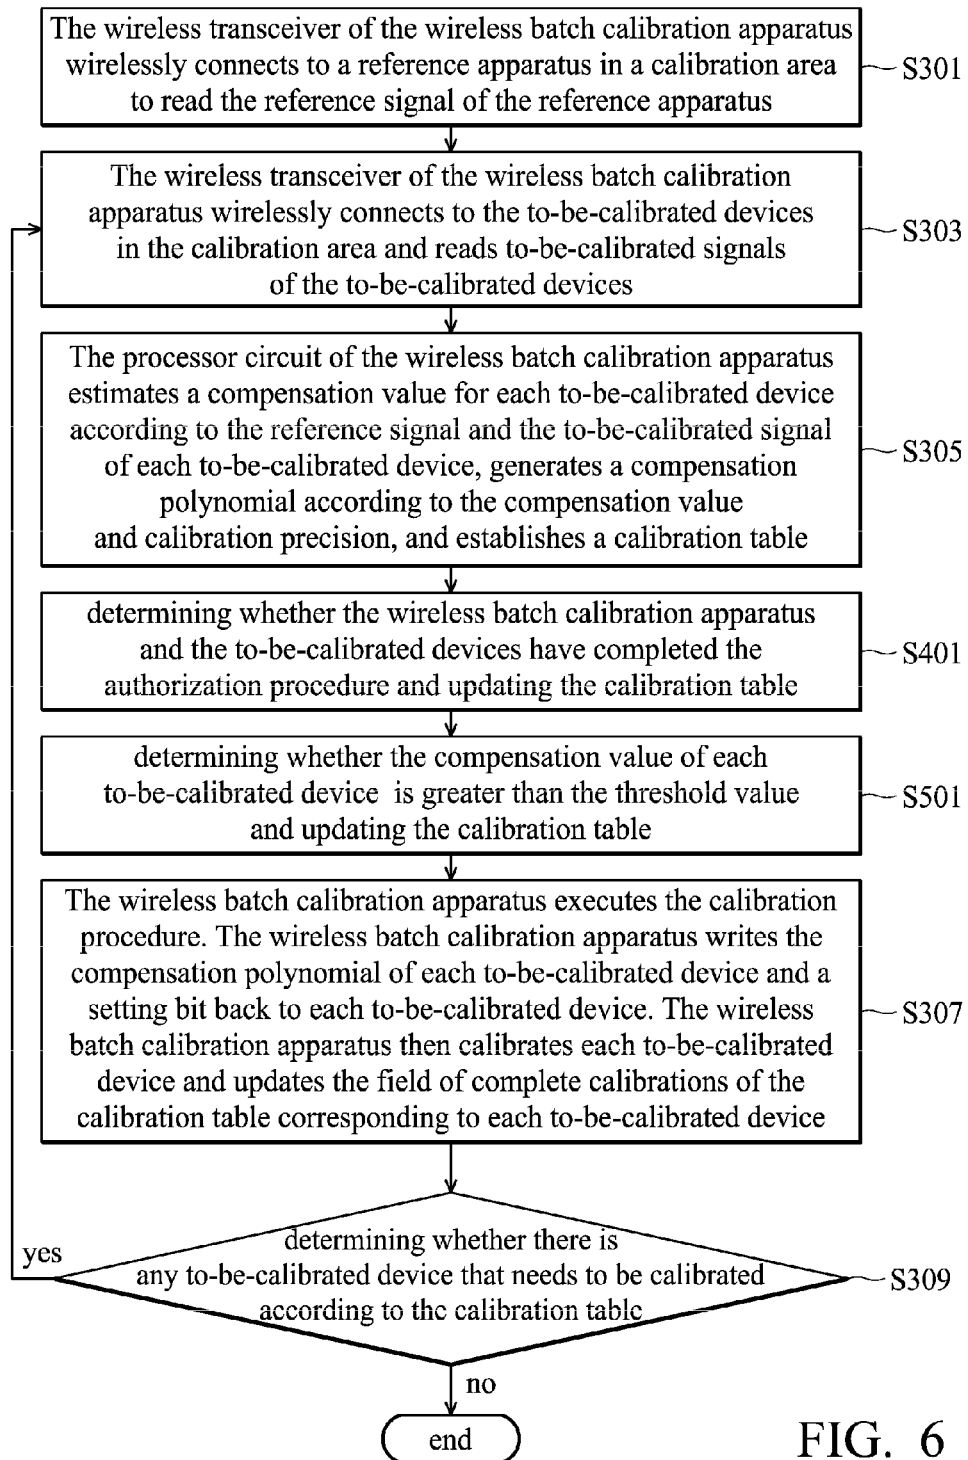 The wireless transceiver of the wireless batch calibration apparatus
wirelessly connects to a reference apparatus in a calibration area
to read the reference signal of the reference apparatus
S301
The wireless transceiver of the wireless batch calibration
apparatus wirelessly connects to the to-be-calibrated devices
in the calibration area and reads to-be-calibrated signals
of the to-be-calibrated devices
S303
The processor circuit of the wireless batch calibration apparatus
estimates a compensation value for each to-be-calibrated device
according to the reference signal and the to-be-calibrated signal
of each to-be-calibrated device, generates a compensation
polynomial according to the compensation value
and calibration precision, and establishes a calibration table
S305
determining whether the wireless batch calibration apparatus
and the to-be-calibrated devices have completed the
authorization procedure and updating the calibration table
S401
determining whether the compensation value of each
to-be-calibrated device is greater than the threshold value
and updating the calibration table
S501
The wireless batch calibration apparatus executes the calibration
procedure. The wireless batch calibration apparatus writes the
compensation polynomial of each to-be-calibrated device and a
setting bit back to each to-be-calibrated device. The wireless
batch calibration apparatus then calibrates each to-be-calibrated
device and updates the field of complete calibrations of the
calibration table corresponding to each to-be-calibrated device
S307
yes
determining whether there is
any to-be-calibrated device that needs to be calibrated
according to the calibration table
S309
no
end
FIG. 6